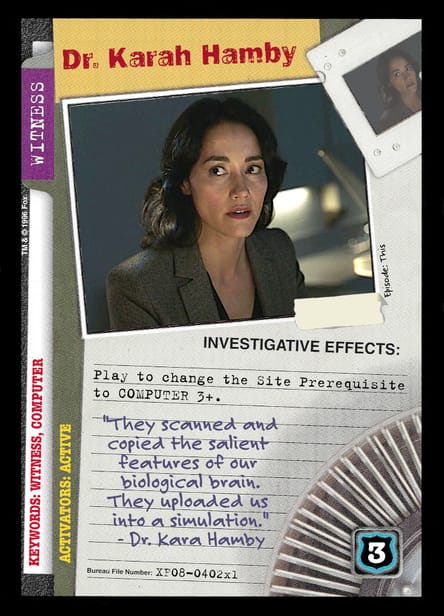 Dr. Karah Hamby
WITNESS
TM & © 1996 Fox
Episode: This
INVESTIGATIVE EFFECTS:
Play to change the Site Prerequisite
to COMPUTER 3+.
"They scanned and
copied the salient
features of our
biological brain.
They uploaded us
into a simulation."
- Dr. Kara Hamby
KEYWORDS: WITNESS, COMPUTER
ACTIVATORS: ACTIVE
Bureau File Number: XF08-0402x1
3